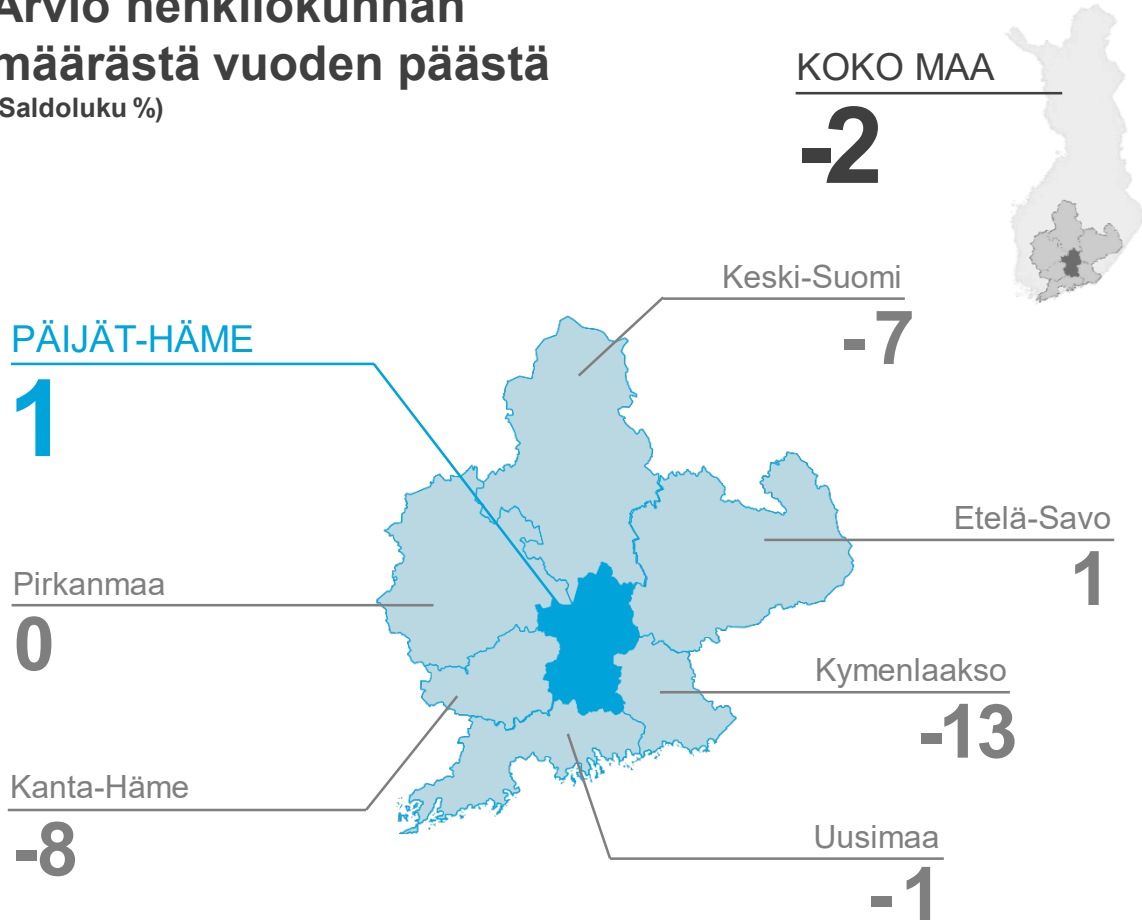 Arvio henkilökunnan
määrästä vuoden päästä
(Saldoluku %)
KOKO MAA
-2
Keski-Suomi
- 7
PÄIJÄT-HÄME
1
Etelä-Savo
1
Pirkanmaa
0
Kymenlaakso
-13
Kanta-Häme
-8
Uusimaa
- 1